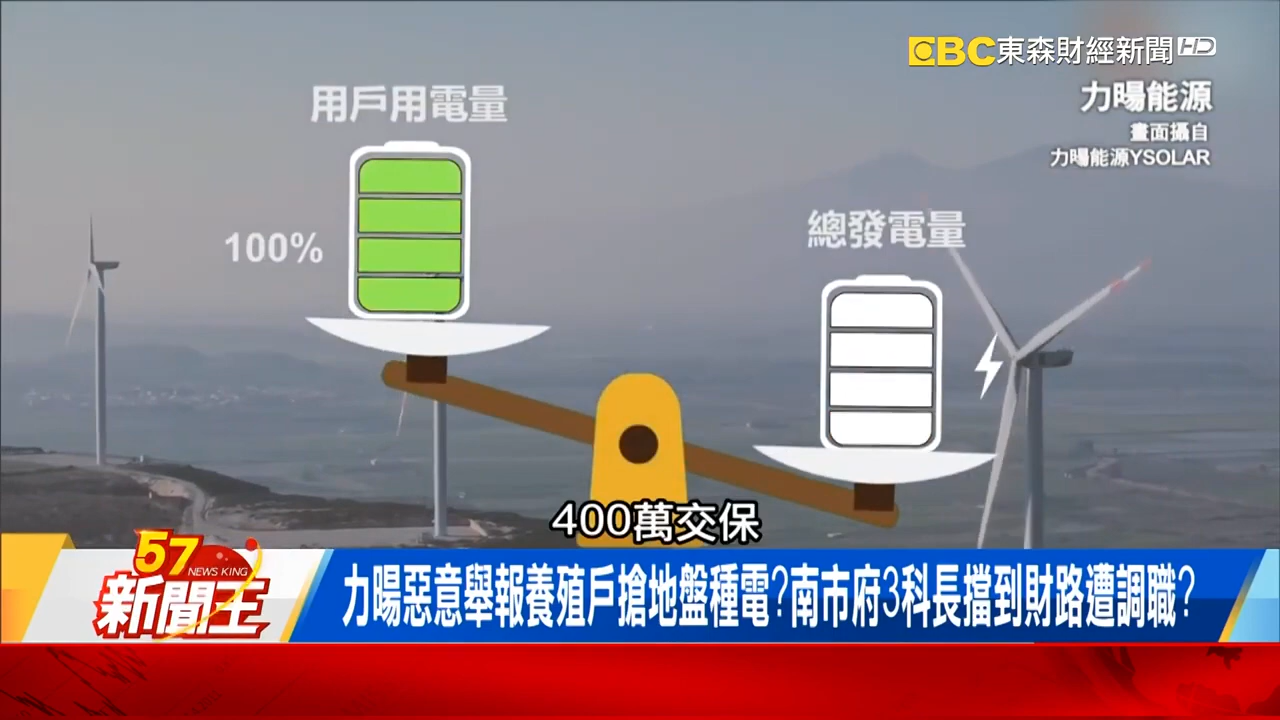 EBC東森財經新聞HD
力暘能源
畫面攝自
力暘能源YSOLAR
用戶用電量
100%
總發電量
400萬交保
57
NEWS KING
新聞王
力暘惡意舉報養殖戶搶地盤種電?南市府3科長擋到財路遭調職?